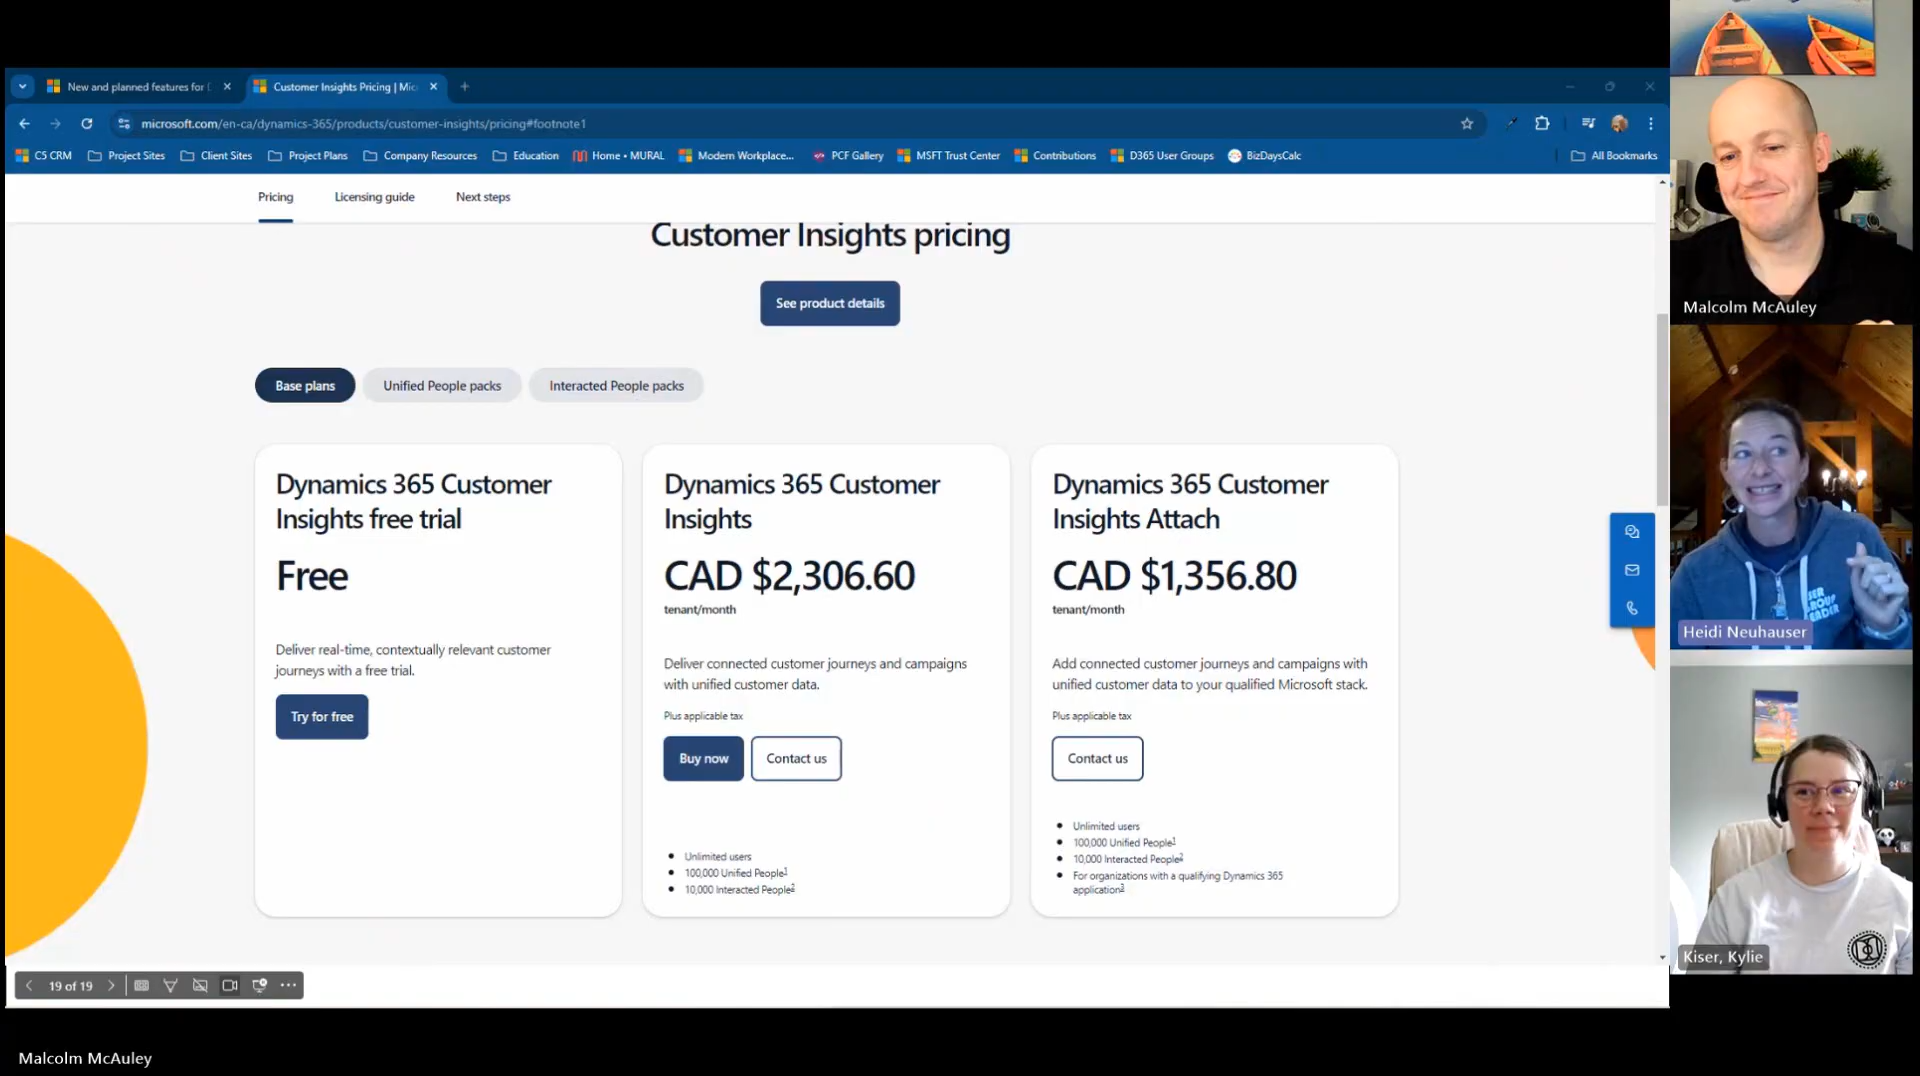 New and planned features for
Customer Insights Pricing | Mic
microsoft.com/en-ca/dynamics-365/products/customer-insights/pricing#footnote1
C5 CRM
Project Sites
Client Sites
Project Plans
Company Resources
Education
Home • MURAL
Modern Workplace...
PCF Gallery
MSFT Trust Center
Contributions
D365 User Groups
BizDaysCalc
All Bookmarks
Pricing
Licensing guide
Next steps
Customer Insights pricing
See product details
Base plans
Unified People packs
Interacted People packs
Dynamics 365 Customer
Insights free trial
Free
Deliver real-time, contextually relevant customer
journeys with a free trial.
Try for free
Dynamics 365 Customer
Insights
CAD $2,306.60
tenant/month
Deliver connected customer journeys and campaigns
with unified customer data.
Plus applicable tax
Buy now
Contact us
• Unlimited users
• 100,000 Unified People1
• 10,000 Interacted People2
Dynamics 365 Customer
Insights Attach
CAD $1,356.80
tenant/month
Add connected customer journeys and campaigns with
unified customer data to your qualified Microsoft stack.
Plus applicable tax
Contact us
• Unlimited users
• 100,000 Unified People1
• 10,000 Interacted People2
• For organizations with a qualifying Dynamics 365
application3
19 of 19
Malcolm McAuley
GROUP
Heidi Neuhauser
Kiser, Kylie
Malcolm McAuley